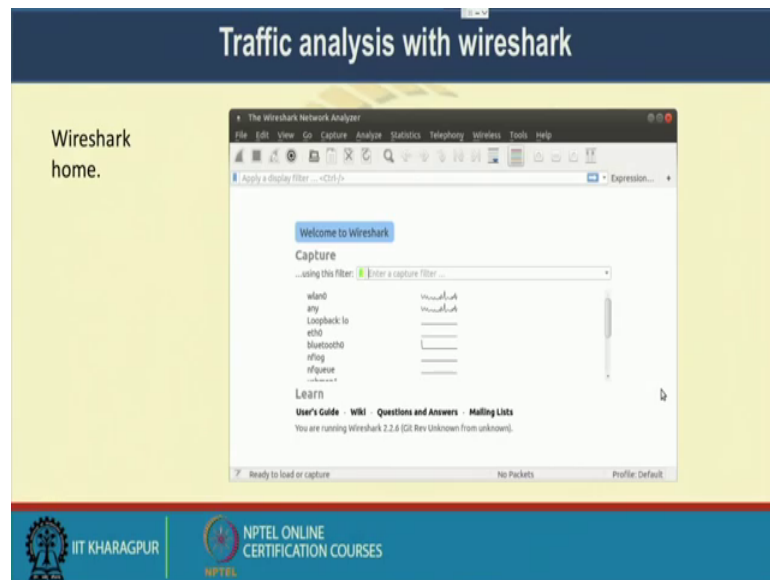 Traffic analysis with wireshark
Wireshark
home.
The Wireshark Network Analyzer
File Edit View Go Capture Analyze Statistics Telephony Wireless Tools Help
Apply a display filter ... <Ctrl-/>
Expression... +
Welcome to Wireshark
Capture
...using this filter: Enter a capture filter ...
wlan0
any
Loopback: lo
eth0
bluetooth0
nflog
nfqueue
Learn
User's Guide · Wiki · Questions and Answers · Mailing Lists
You are running Wireshark 2.2.6 (Git Rev Unknown from unknown).
Ready to load or capture No Packets Profile: Default
IIT KHARAGPUR
NPTEL
NPTEL ONLINE
CERTIFICATION COURSES